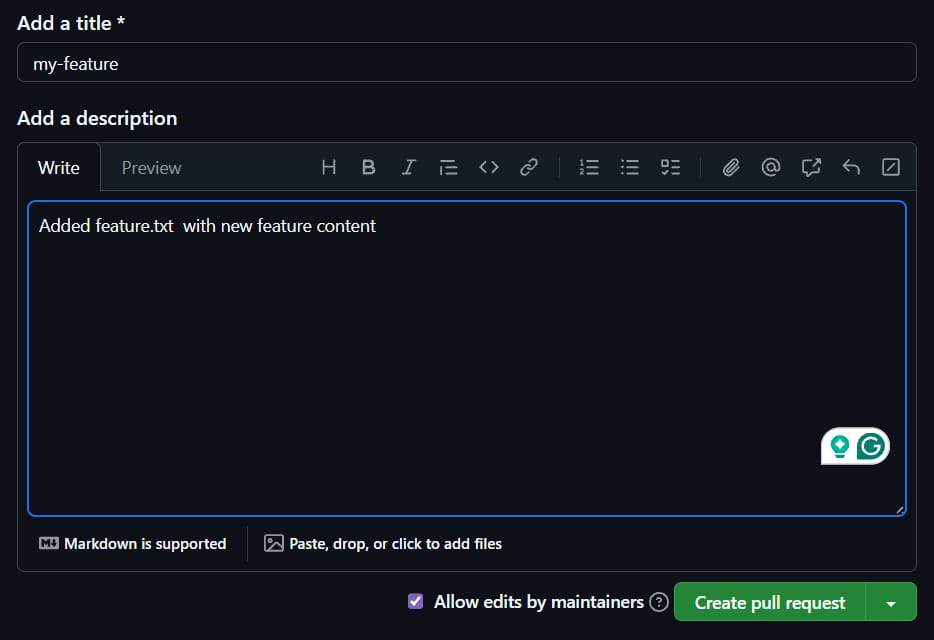 Add a title *
my-feature
Add a description
Write Preview
Added feature.txt  with new feature content
Markdown is supported Paste, drop, or click to add files
Allow edits by maintainers Create pull request